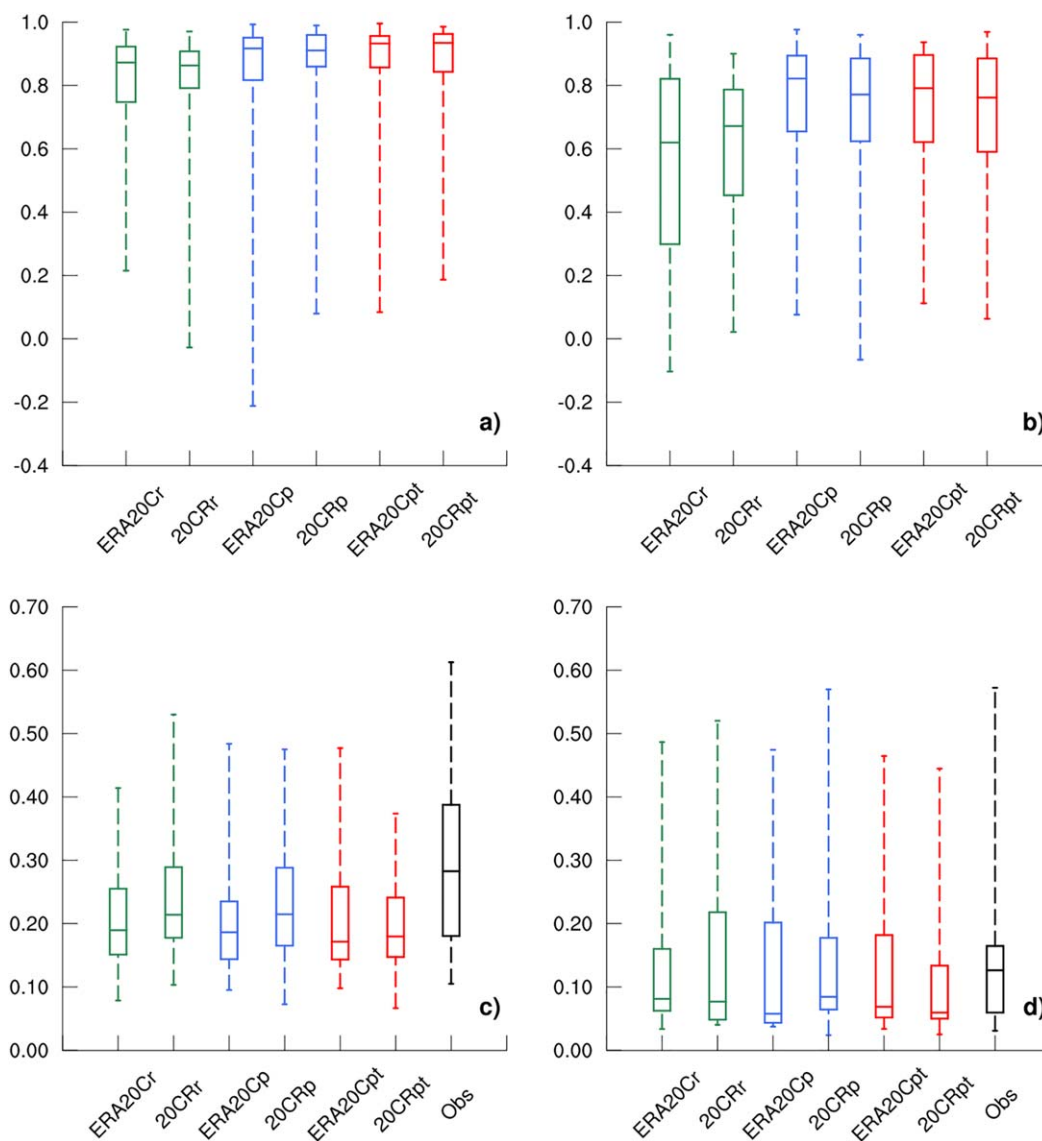 1.0
0.8
0.6
0.4
0.2
0.0
-0.2
-0.4
a)
ERA20Cr
20CRr
ERA20Cp
20CRp
ERA20Cpt
20CRpt
1.0
0.8
0.6
0.4
0.2
0.0
-0.2
-0.4
b)
ERA20Cr
20CRr
ERA20Cp
20CRp
ERA20Cpt
20CRpt
0.70
0.60
0.50
0.40
0.30
0.20
0.10
0.00
c)
ERA20Cr
20CRr
ERA20Cp
20CRp
ERA20Cpt
20CRpt
Obs
0.70
0.60
0.50
0.40
0.30
0.20
0.10
0.00
d)
ERA20Cr
20CRr
ERA20Cp
20CRp
ERA20Cpt
20CRpt
Obs